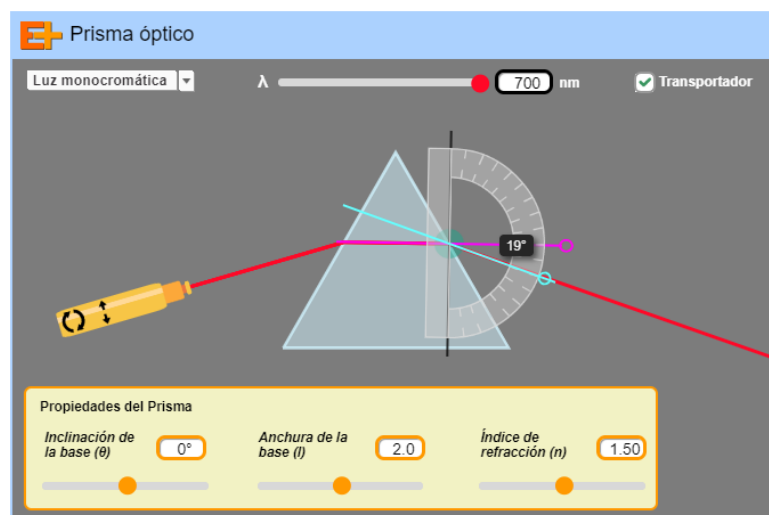 E+ Prisma óptico
Luz monocromática λ 700 nm Transportador
19°
Propiedades del Prisma
Inclinación de la base (θ) 0°
Anchura de la base (l) 2.0
Índice de refracción (n) 1.50